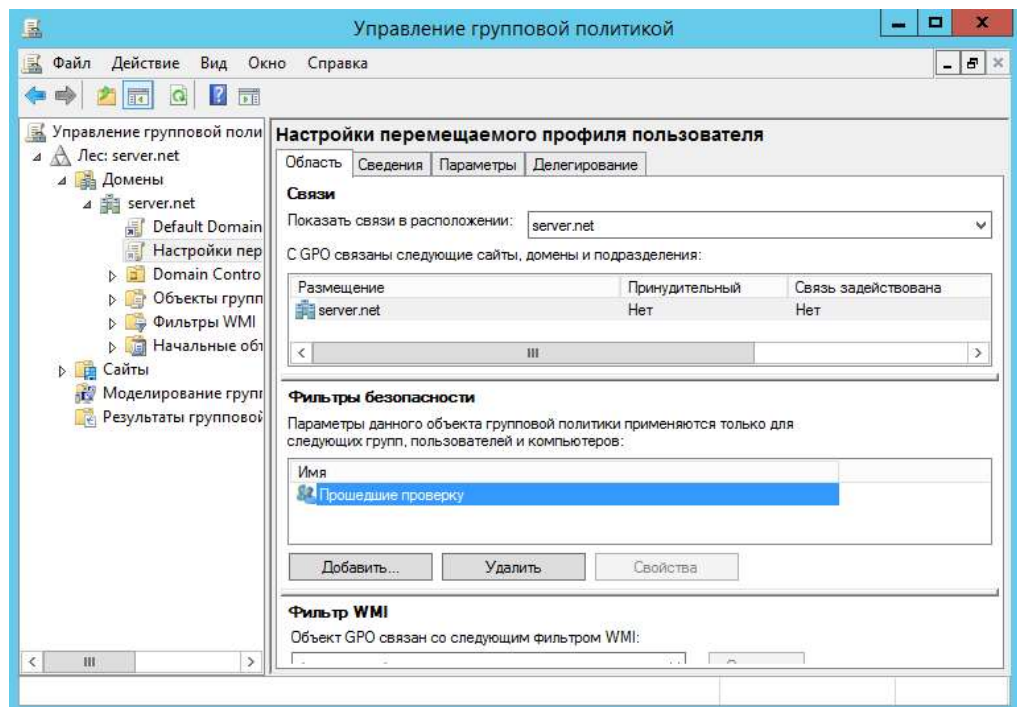 Управление групповой политикой
Файл Действие Вид Окно Справка
Управление групповой поли
Лес: server.net
Домены
server.net
Default Domain
Настройки пер
Domain Contro
Объекты групп
Фильтры WMI
Начальные объ
Сайты
Моделирование групп
Результаты групповой
Настройки перемещаемого профиля пользователя
Область Сведения Параметры Делегирование
Связи
Показать связи в расположении: server.net
С GPO связаны следующие сайты, домены и подразделения:
Размещение Принудительный Связь задействована
server.net Нет Нет
Фильтры безопасности
Параметры данного объекта групповой политики применяются только для
следующих групп, пользователей и компьютеров:
Имя
Прошедшие проверку
Добавить... Удалить Свойства
Фильтр WMI
Объект GPO связан со следующим фильтром WMI: